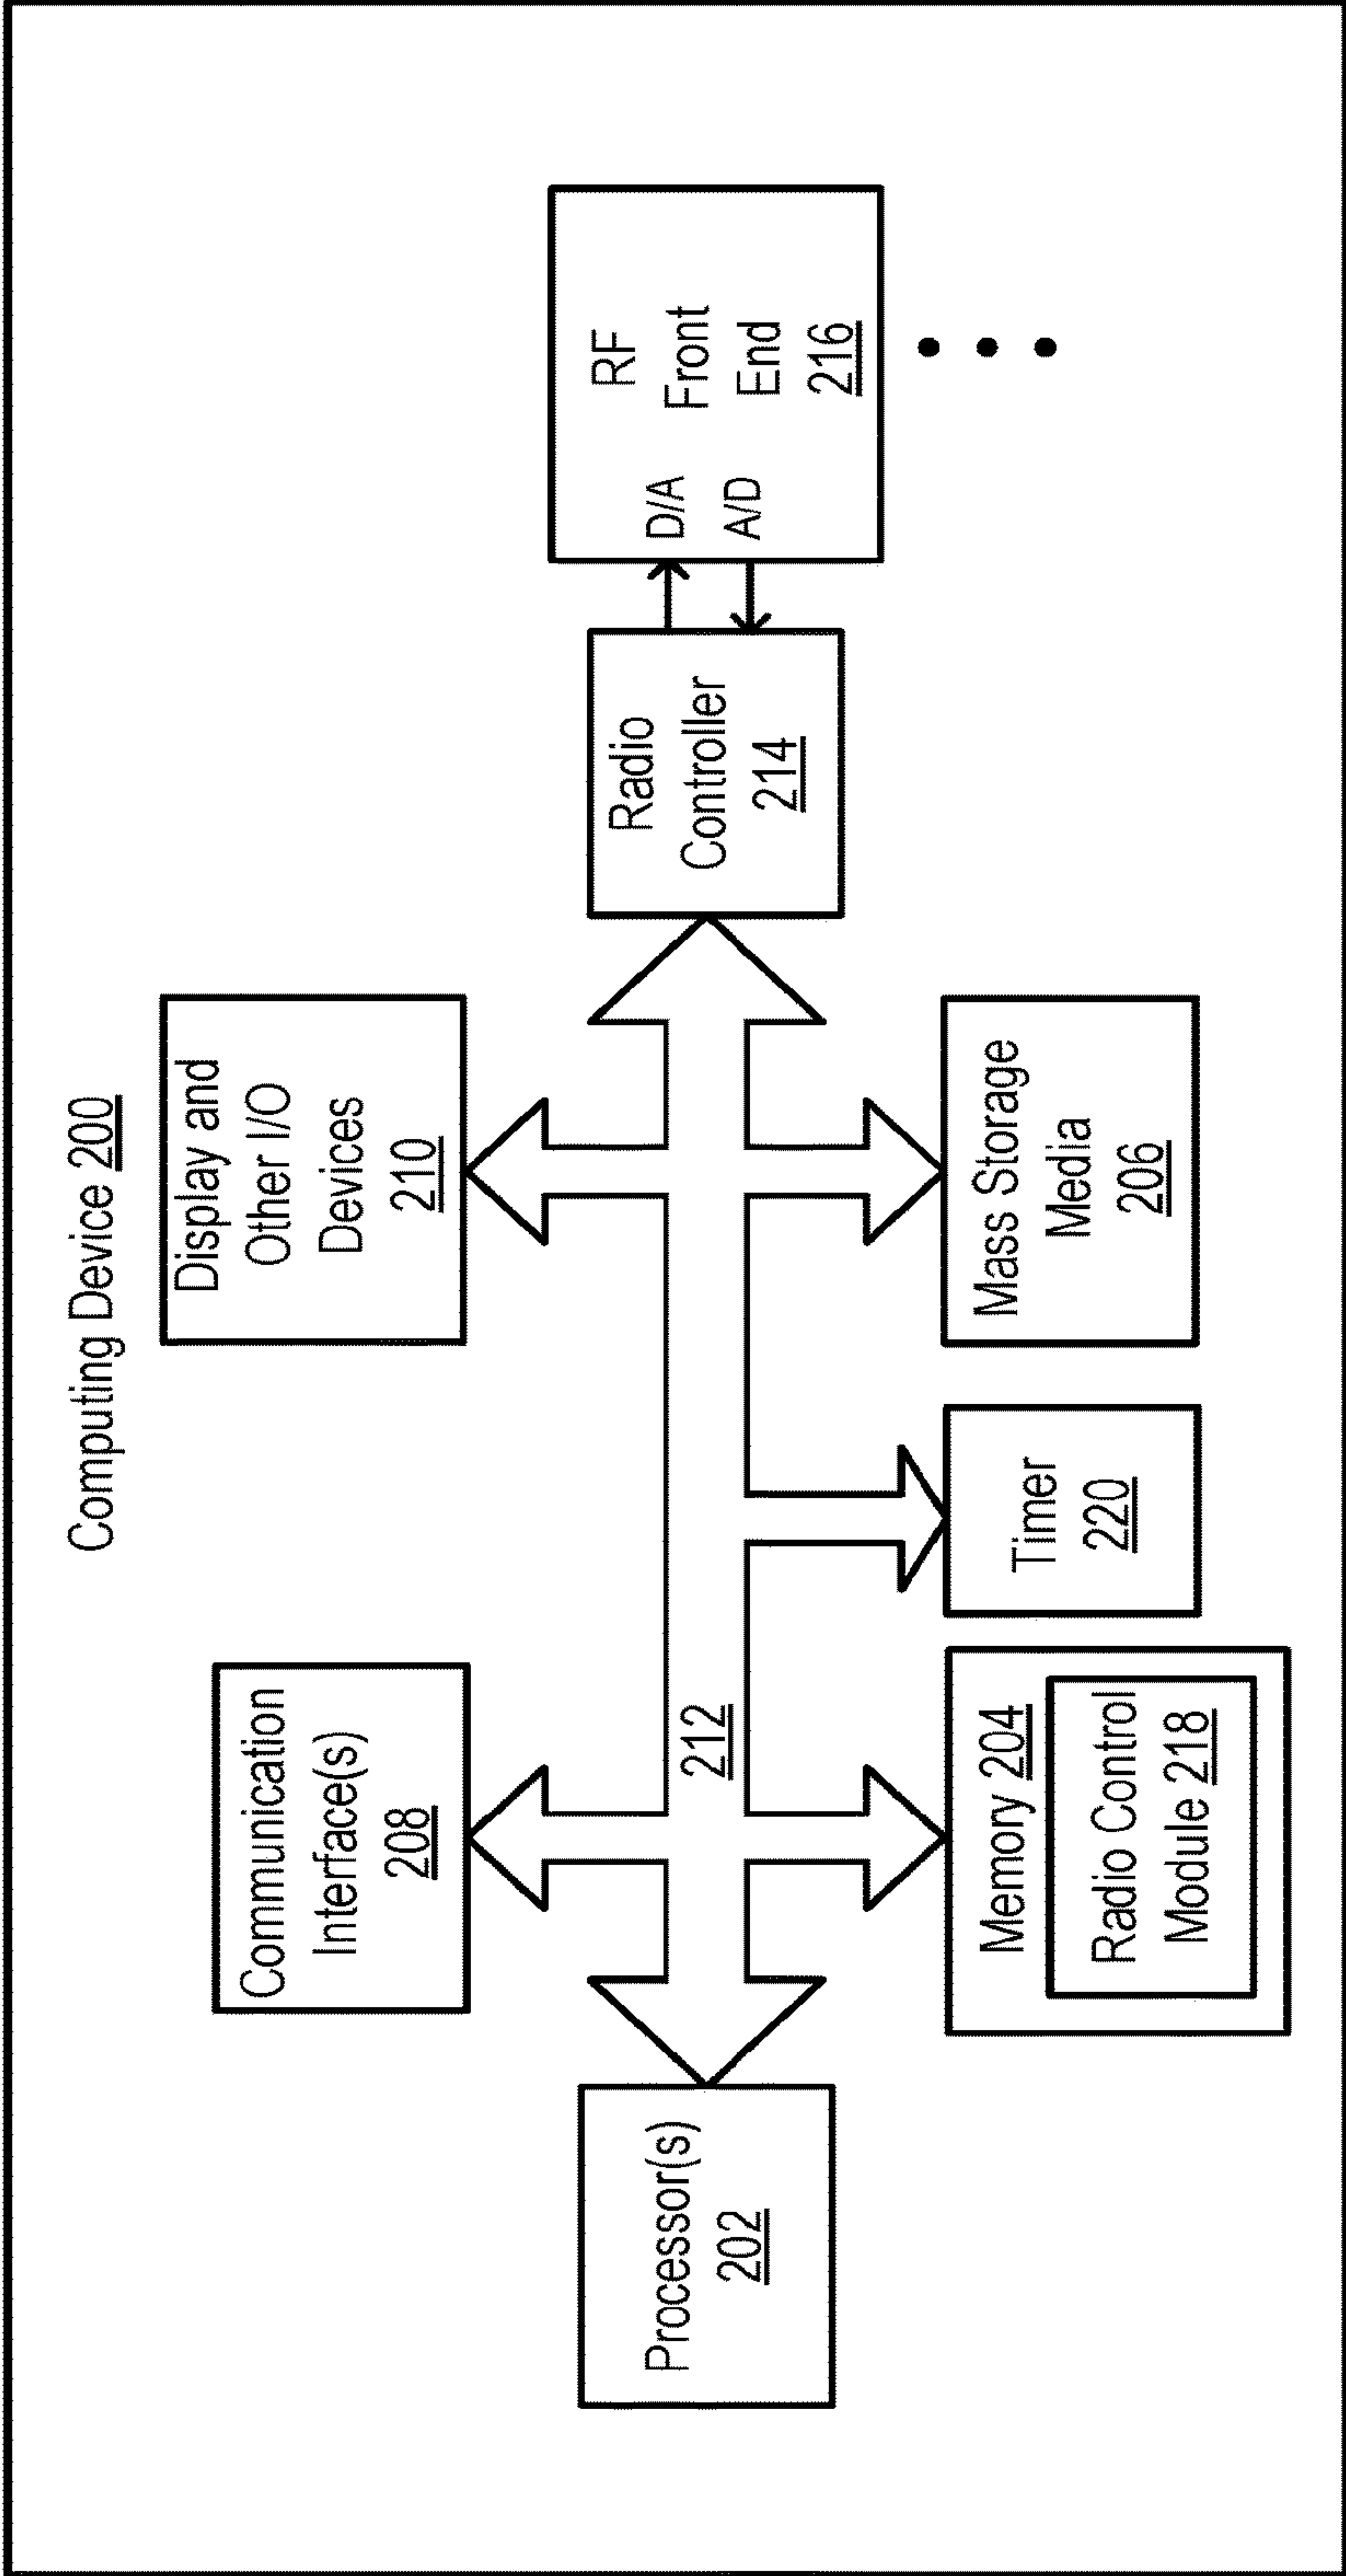 Computing Device 200
Communication
Interface(s)
208
Display and
Other I/O
Devices
210
Processor(s)
202
212
Radio
Controller
214
D/A
A/D
RF
Front
End
216
Memory 204
Radio Control
Module 218
Timer
220
Mass Storage
Media
206